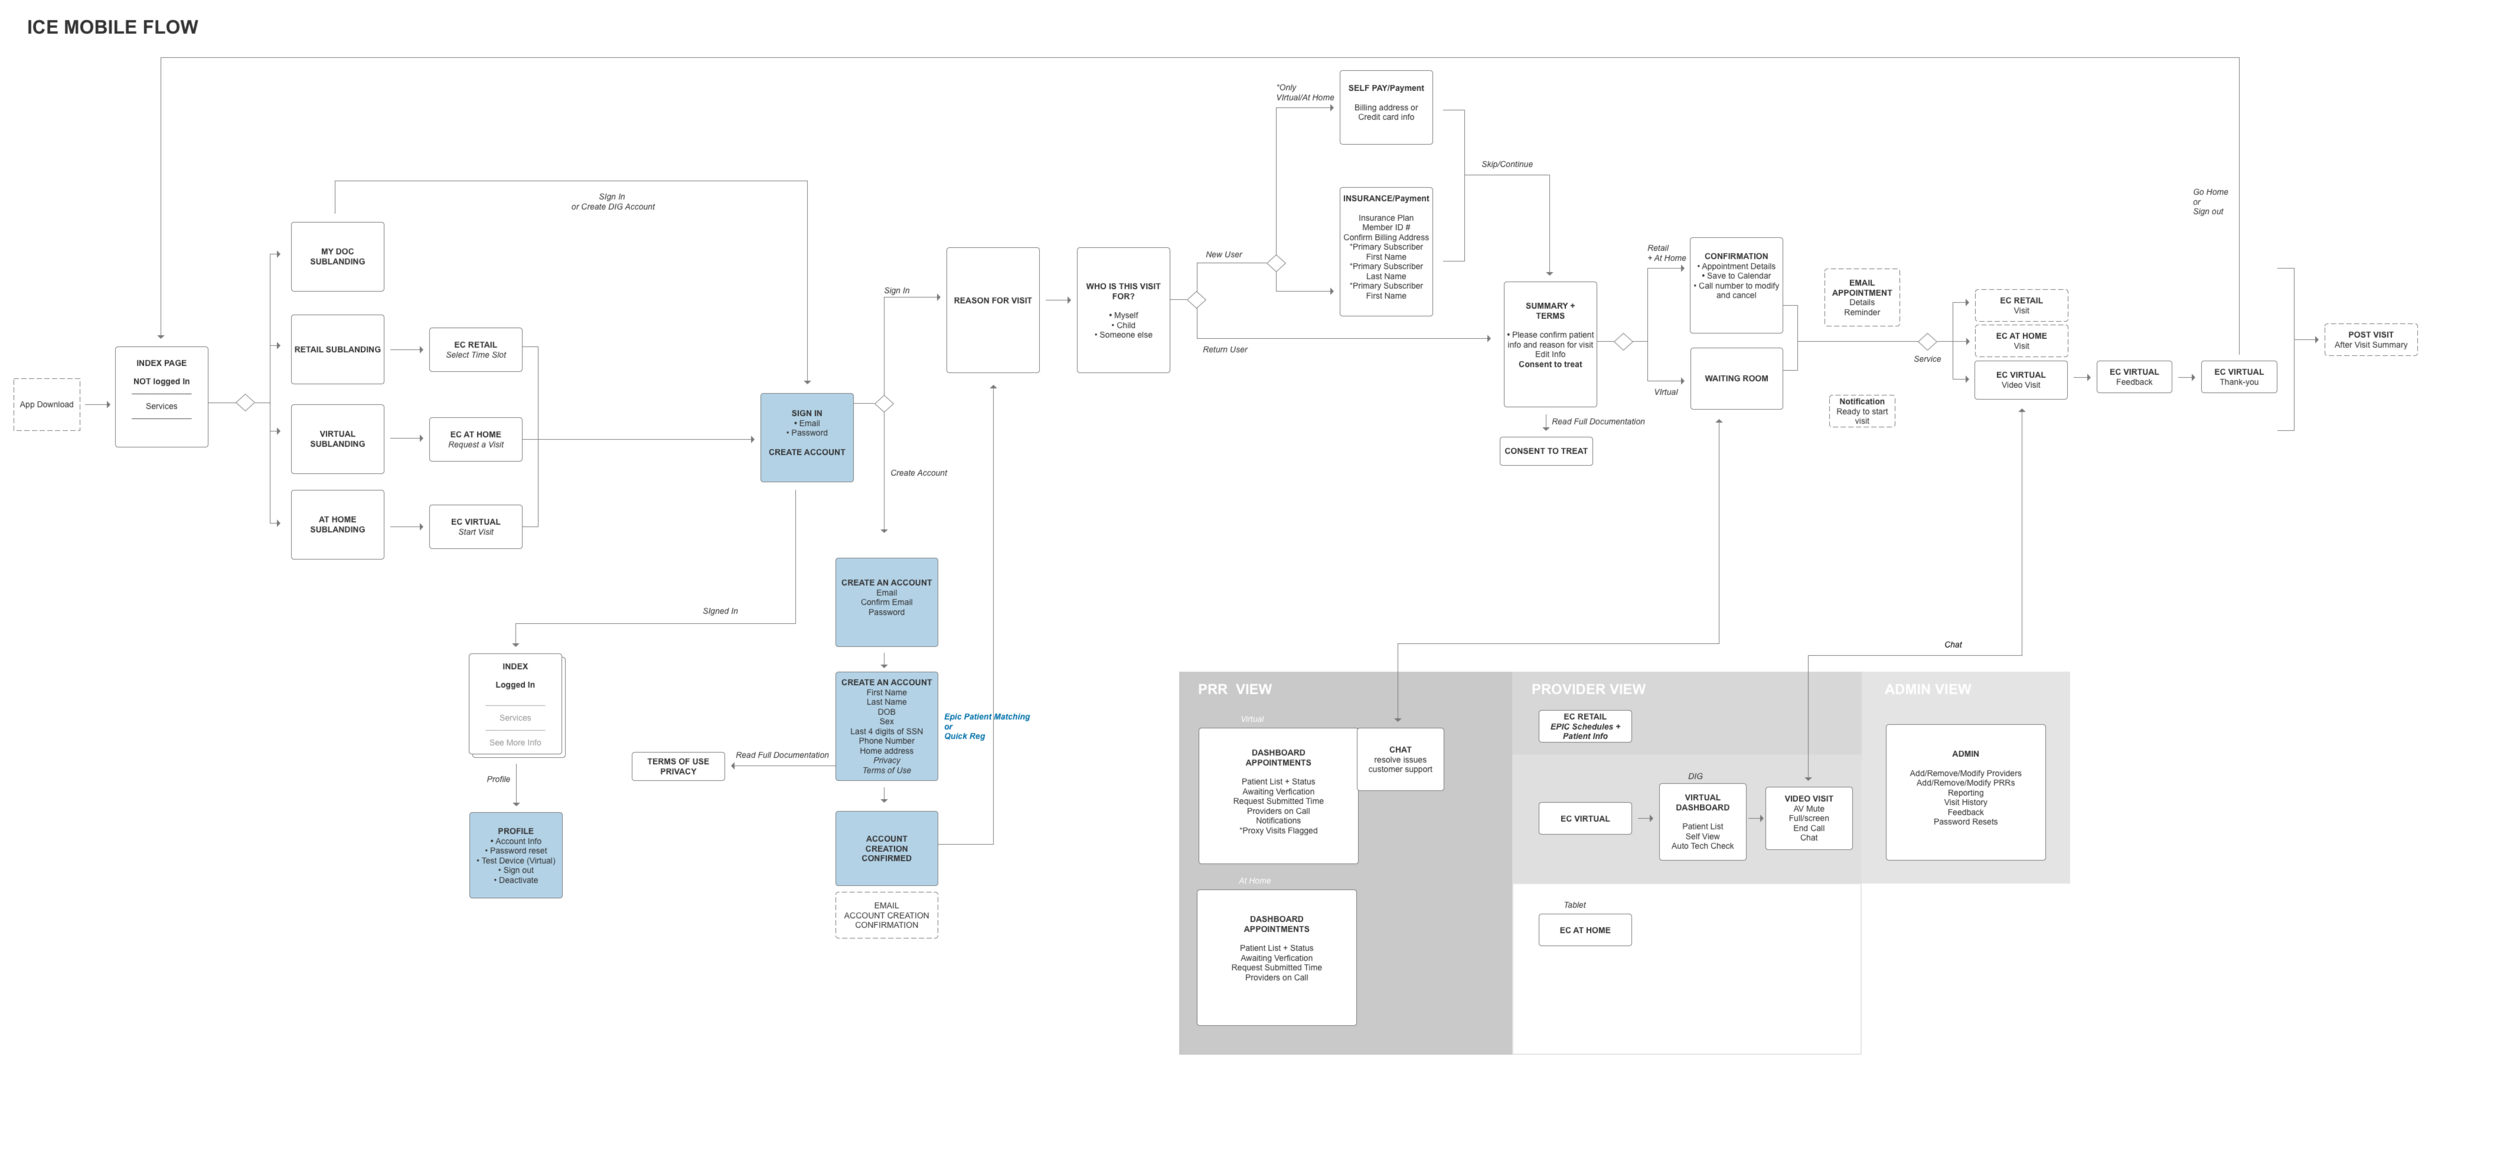 ICE MOBILE FLOW
App Download
INDEX PAGE
NOT logged In
Services
MY DOC
SUBLANDING
RETAIL SUBLANDING
VIRTUAL
SUBLANDING
AT HOME
SUBLANDING
EC RETAIL
Select Time Slot
EC AT HOME
Request a Visit
EC VIRTUAL
Start Visit
SIgn In
or Create DIG Account
SIGN IN
• Email
• Password
CREATE ACCOUNT
Sign In
Create Account
SIgned In
INDEX
Logged In
Services
See More Info
Profile
PROFILE
• Account Info
• Password reset
• Test Device (Virtual)
• Sign out
• Deactivate
CREATE AN ACCOUNT
Email
Confirm Email
Password
CREATE AN ACCOUNT
First Name
Last Name
DOB
Sex
Last 4 digits of SSN
Phone Number
Home address
Privacy
Terms of Use
Read Full Documentation
TERMS OF USE
PRIVACY
Epic Patient Matching
or
Quick Reg
ACCOUNT
CREATION
CONFIRMED
EMAIL
ACCOUNT CREATION
CONFIRMATION
REASON FOR VISIT
WHO IS THIS VISIT
FOR?
• Myself
• Child
• Someone else
New User
Return User
*Only
VIrtual/At Home
SELF PAY/Payment
Billing address or
Credit card info
INSURANCE/Payment
Insurance Plan
Member ID #
Confirm Billing Address
*Primary Subscriber
First Name
*Primary Subscriber
Last Name
*Primary Subscriber
First Name
Skip/Continue
SUMMARY +
TERMS
• Please confirm patient
info and reason for visit
Edit Info
Consent to treat
Read Full Documentation
CONSENT TO TREAT
Retail
+ At Home
VIrtual
CONFIRMATION
• Appointment Details
• Save to Calendar
• Call number to modify
and cancel
WAITING ROOM
EMAIL
APPOINTMENT
Details
Reminder
Notification
Ready to start
visit
Service
EC RETAIL
Visit
EC AT HOME
Visit
EC VIRTUAL
Video Visit
EC VIRTUAL
Feedback
EC VIRTUAL
Thank-you
Go Home
or
Sign out
POST VISIT
After Visit Summary
Chat
PRR VIEW
Virtual
DASHBOARD
APPOINTMENTS
Patient List + Status
Awaiting Verfication
Request Submitted Time
Providers on Call
Notifications
*Proxy Visits Flagged
CHAT
resolve issues
customer support
At Home
DASHBOARD
APPOINTMENTS
Patient List + Status
Awaiting Verfication
Request Submitted Time
Providers on Call
PROVIDER VIEW
EC RETAIL
EPIC Schedules +
Patient Info
EC VIRTUAL
DIG
VIRTUAL
DASHBOARD
Patient List
Self View
Auto Tech Check
VIDEO VISIT
AV Mute
Full/screen
End Call
Chat
Tablet
EC AT HOME
ADMIN VIEW
ADMIN
Add/Remove/Modify Providers
Add/Remove/Modify PRRs
Reporting
Visit History
Feedback
Password Resets